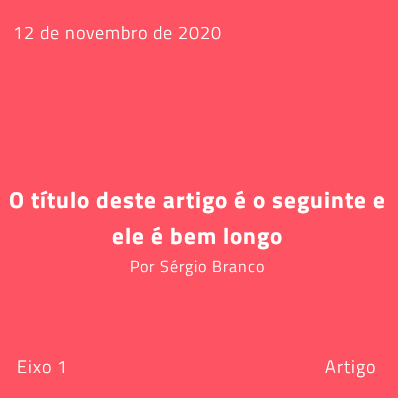 12 de novembro de 2020
O título deste artigo é o seguinte e
ele é bem longo
Por Sérgio Branco
Eixo 1
Artigo